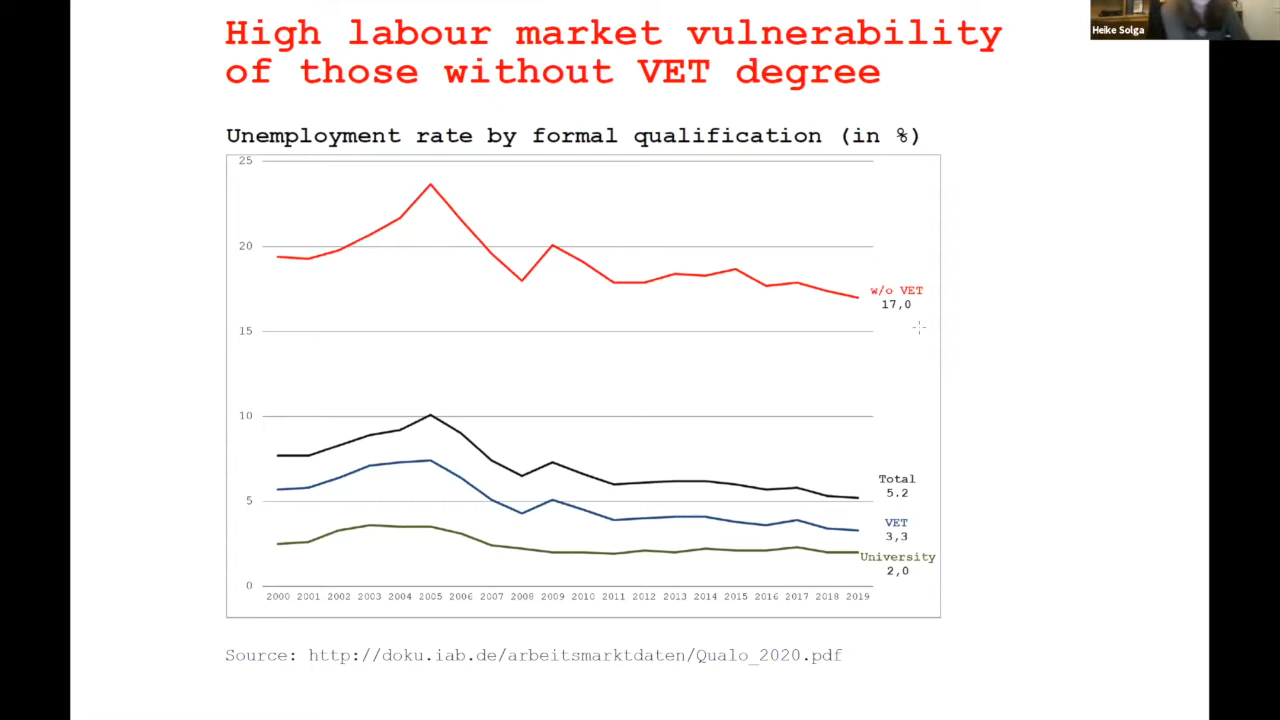 High labour market vulnerability
of those without VET degree
Heike Solga
Unemployment rate by formal qualification (in %)
25
20
15
10
5
0
w/o VET
17,0
Total
5.2
VET
3,3
University
2,0
2000 2001 2002 2003 2004 2005 2006 2007 2008 2009 2010 2011 2012 2013 2014 2015 2016 2017 2018 2019
Source: http://doku.iab.de/arbeitsmarktdaten/Qualo_2020.pdf